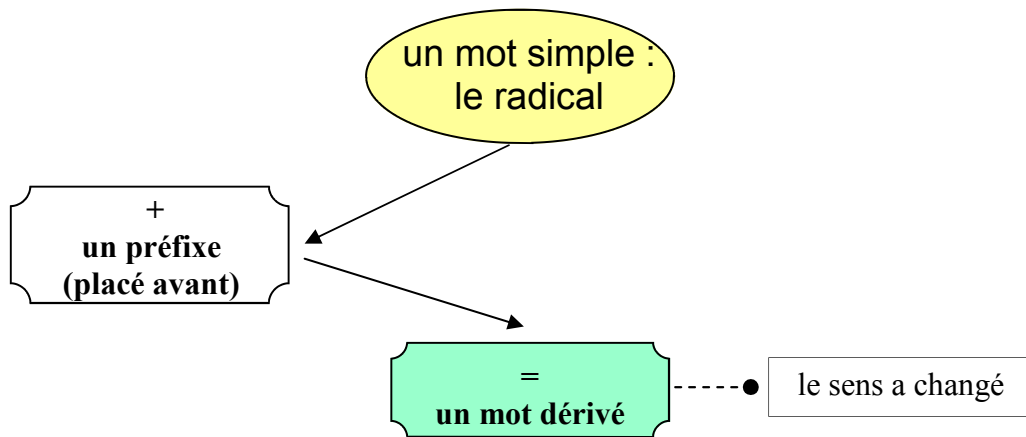 un mot simple :
le radical
+
un préfixe
(placé avant)
=
un mot dérivé
le sens a changé